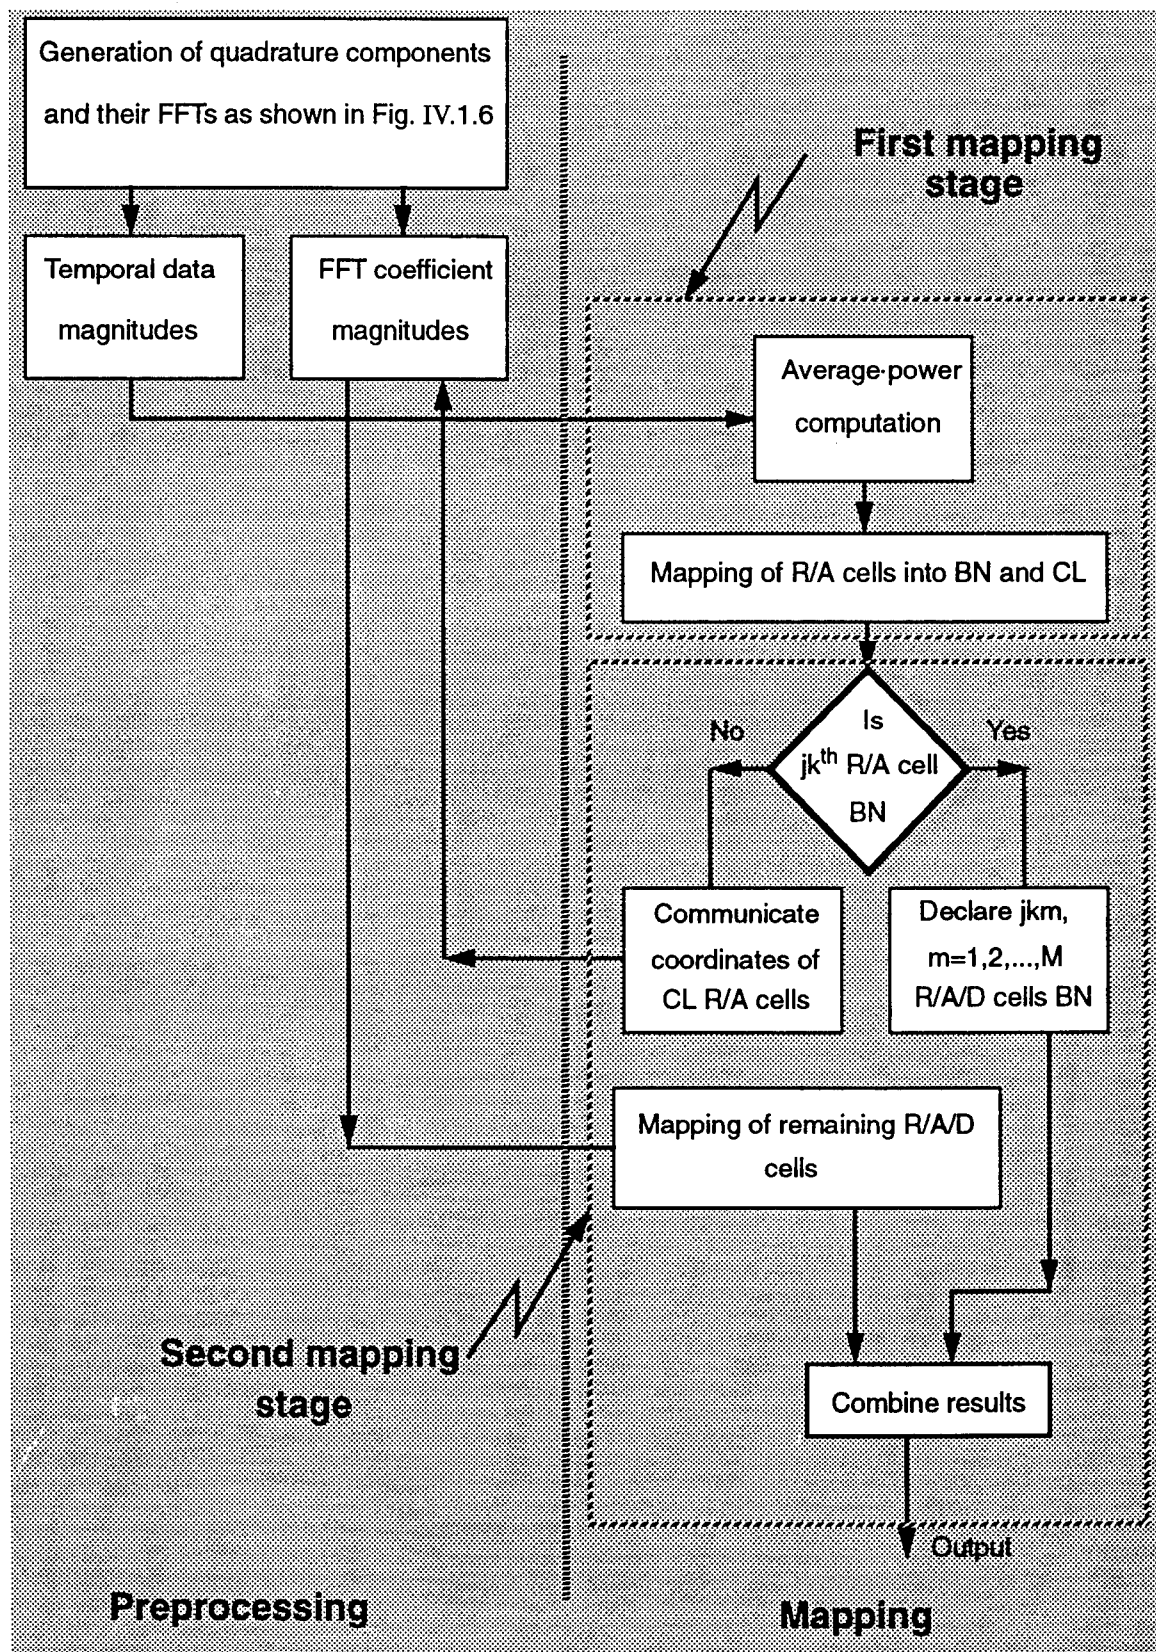 Generation of quadrature components
and their FFTs as shown in Fig. IV.1.6
Temporal data
magnitudes
FFT coefficient
magnitudes
First mapping
stage
Average-power
computation
Mapping of R/A cells into BN and CL
No
Is
jkth R/A cell
BN
Yes
Communicate
coordinates of
CL R/A cells
Declare jkm,
m=1,2,...,M
R/A/D cells BN
Mapping of remaining R/A/D
cells
Second mapping
stage
Combine results
Output
Preprocessing
Mapping